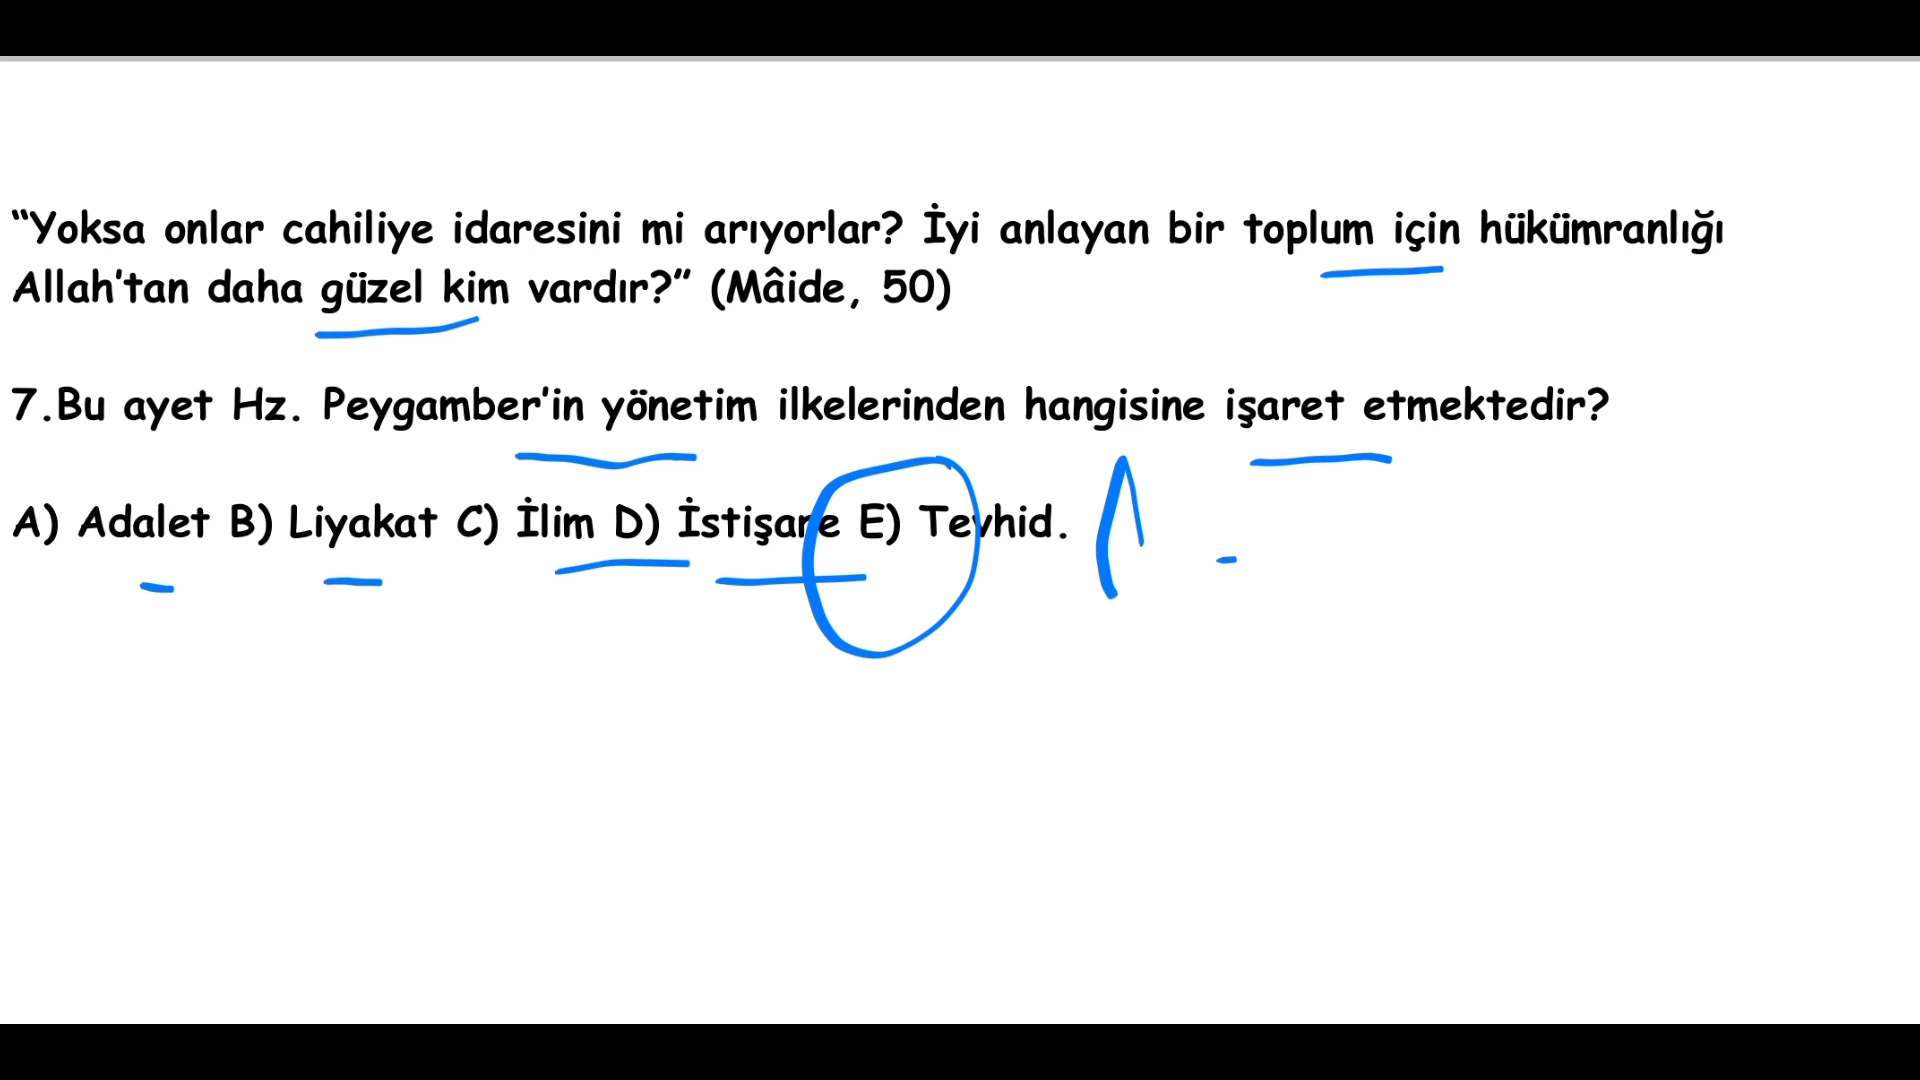 “Yoksa onlar cahiliye idaresini mi arıyorlar? İyi anlayan bir toplum için hükümranlığı
Allah’tan daha güzel kim vardır?” (Mâide, 50)
7.Bu ayet Hz. Peygamber’in yönetim ilkelerinden hangisine işaret etmektedir?
A) Adalet B) Liyakat C) İlim D) İstişare E) Tevhid.